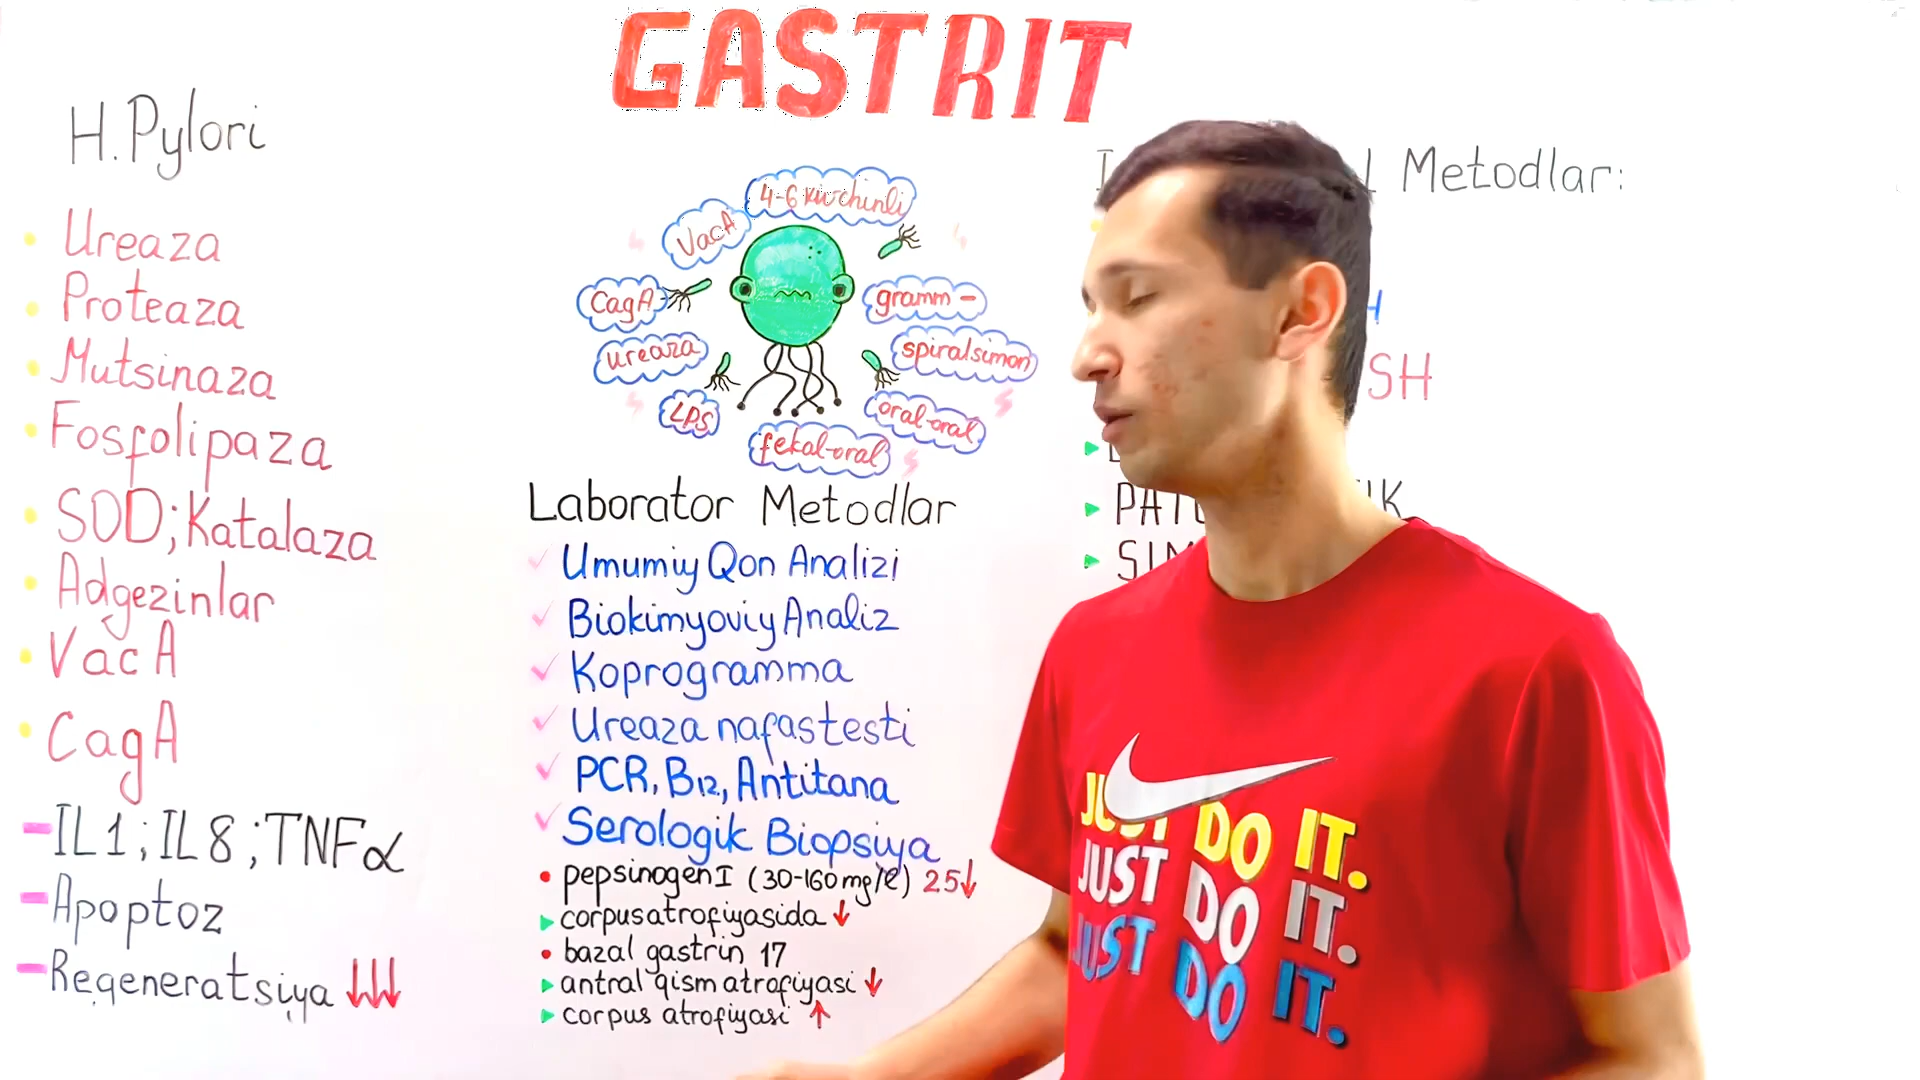 GASTRIT
H.Pylori
Ureaza
Proteaza
Mutsinaza
Fosfolipaza
SOD;Katalaza
Adgezinlar
VacA
CagA
IL1;IL8;TNFα
Apoptoz
Regeneratsiya ↓↓↓
4-6 xivchinli
VacA
CagA
ureaza
LPS
fekal-oral
gramm -
spiralsimon
oral-oral
Laborator Metodlar
Umumiy Qon Analizi
Biokimyoviy Analiz
Koprogramma
Ureaza nafas testi
PCR, B12, Antitana
Serologik Biopsiya
pepsinogen I (30-160 mg/l) 25↓
corpus atrofiyasida ↓
bazal gastrin 17
antral qism atrofiyasi ↓
corpus atrofiyasi ↑
Metodlar:
SH
JUST DO IT.
JUST DO IT.
JUST DO IT.